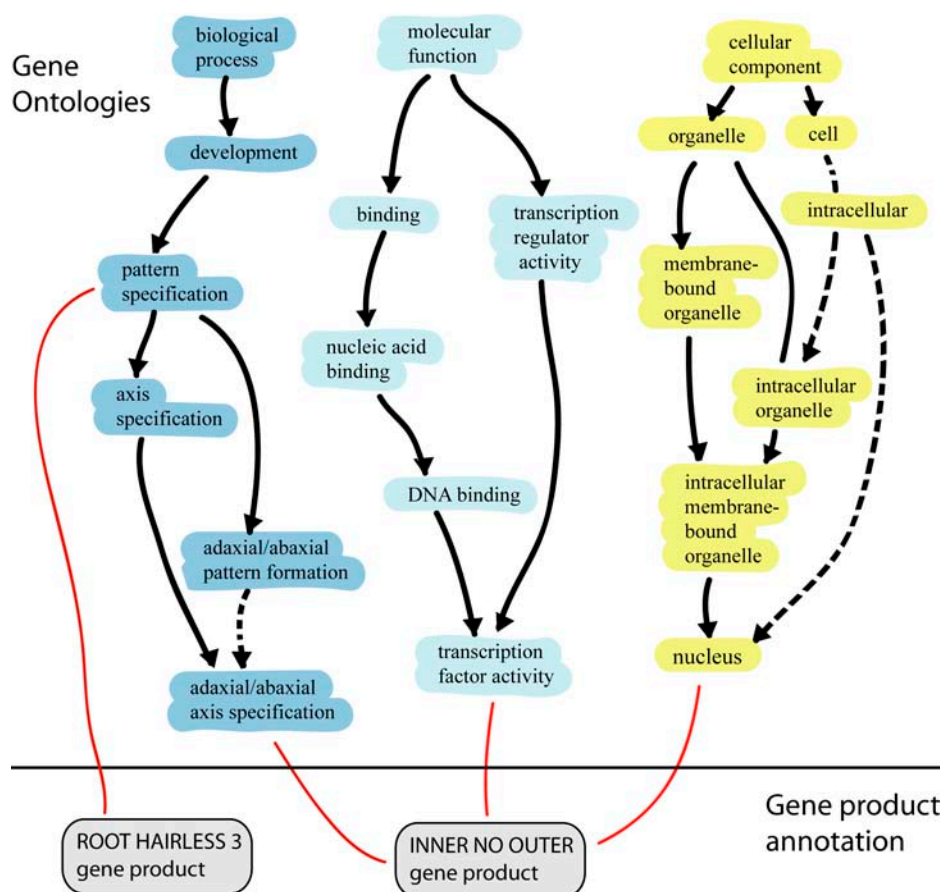 Gene
Ontologies
biological
process
development
pattern
specification
axis
specification
adaxial/abaxial
pattern formation
adaxial/abaxial
axis specification
molecular
function
binding
transcription
regulator
activity
nucleic acid
binding
DNA binding
transcription
factor activity
cellular
component
organelle
cell
intracellular
membrane-
bound
organelle
intracellular
organelle
intracellular
membrane-
bound
organelle
nucleus
ROOT HAIRLESS 3
gene product
INNER NO OUTER
gene product
Gene product
annotation